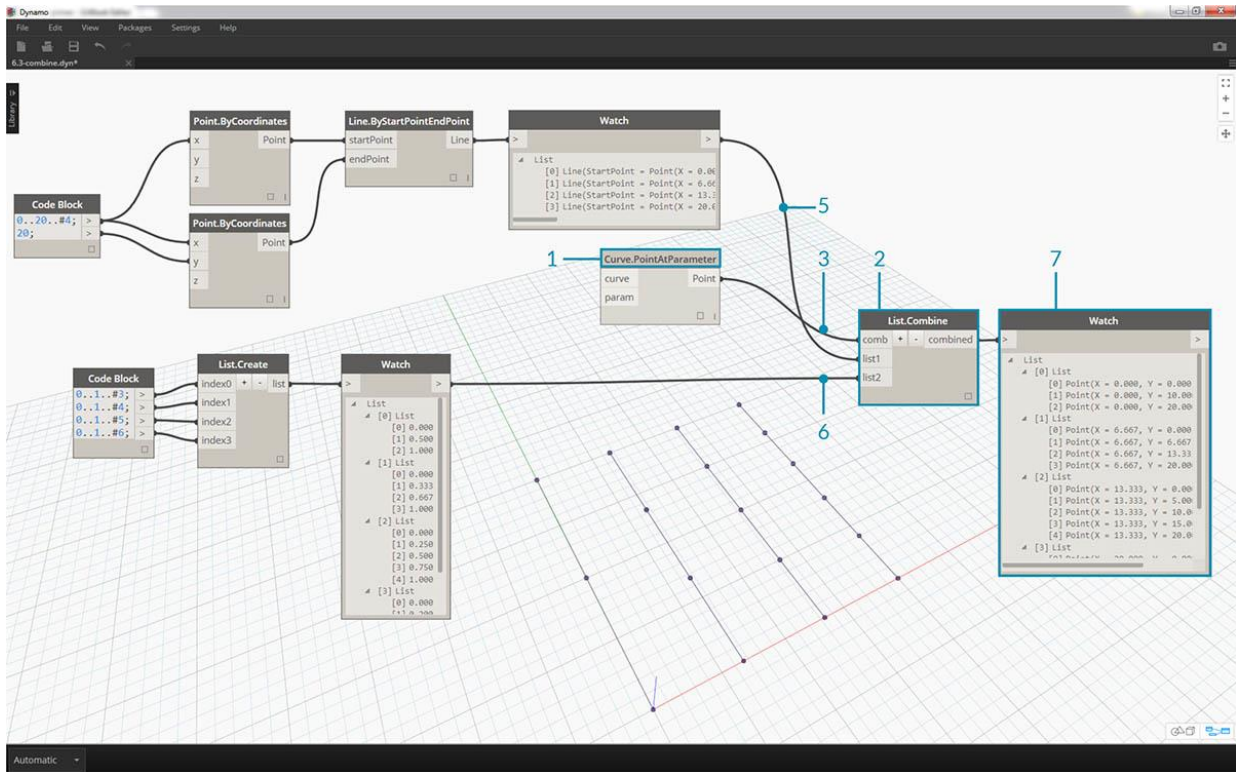 Dynamo
File Edit View Packages Settings Help
6.3-combine.dyn* X
Library
Point.ByCoordinates
x Point
y
z
Line.ByStartPointEndPoint
startPoint Line
endPoint
Watch
> >
List
[0] Line(StartPoint = Point(X = 0.00
[1] Line(StartPoint = Point(X = 6.66
[2] Line(StartPoint = Point(X = 13.3
[3] Line(StartPoint = Point(X = 20.0
Code Block
0..20..#4; >
20; >
Point.ByCoordinates
x Point
y
z
5
1
Curve.PointAtParameter
curve Point
param
3
2
7
List.Combine
comb + - combined
list1
list2
6
Watch
> >
List
[0] List
[0] Point(X = 0.000, Y = 0.000
[1] Point(X = 0.000, Y = 10.00
[2] Point(X = 0.000, Y = 20.00
[1] List
[0] Point(X = 6.667, Y = 0.000
[1] Point(X = 6.667, Y = 6.667
[2] Point(X = 6.667, Y = 13.33
[3] Point(X = 6.667, Y = 20.00
[2] List
[0] Point(X = 13.333, Y = 0.00
[1] Point(X = 13.333, Y = 5.00
[2] Point(X = 13.333, Y = 10.0
[3] Point(X = 13.333, Y = 15.0
[4] Point(X = 13.333, Y = 20.0
[3] List
Code Block
0..1..#3; >
0..1..#4; >
0..1..#5; >
0..1..#6; >
List.Create
index0 + - list
index1
index2
index3
Watch
> >
List
[0] List
[0] 0.000
[1] 0.500
[2] 1.000
[1] List
[0] 0.000
[1] 0.333
[2] 0.667
[3] 1.000
[2] List
[0] 0.000
[1] 0.250
[2] 0.500
[3] 0.750
[4] 1.000
[3] List
[0] 0.000
[1] 0.200
Automatic